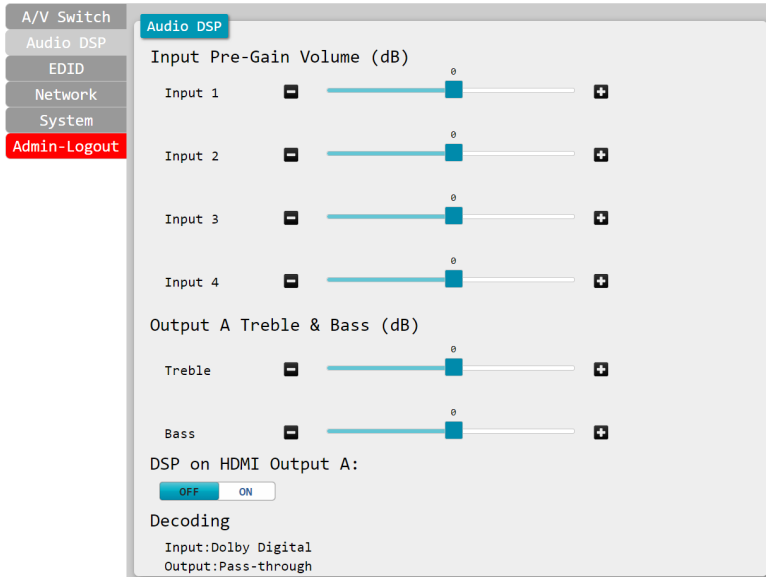 A/V Switch
Audio DSP
EDID
Network
System
Admin-Logout
Audio DSP
Input Pre-Gain Volume (dB)
0
Input 1
0
Input 2
0
Input 3
0
Input 4
Output A Treble & Bass (dB)
0
Treble
0
Bass
DSP on HDMI Output A:
OFF ON
Decoding
Input:Dolby Digital
Output:Pass-through